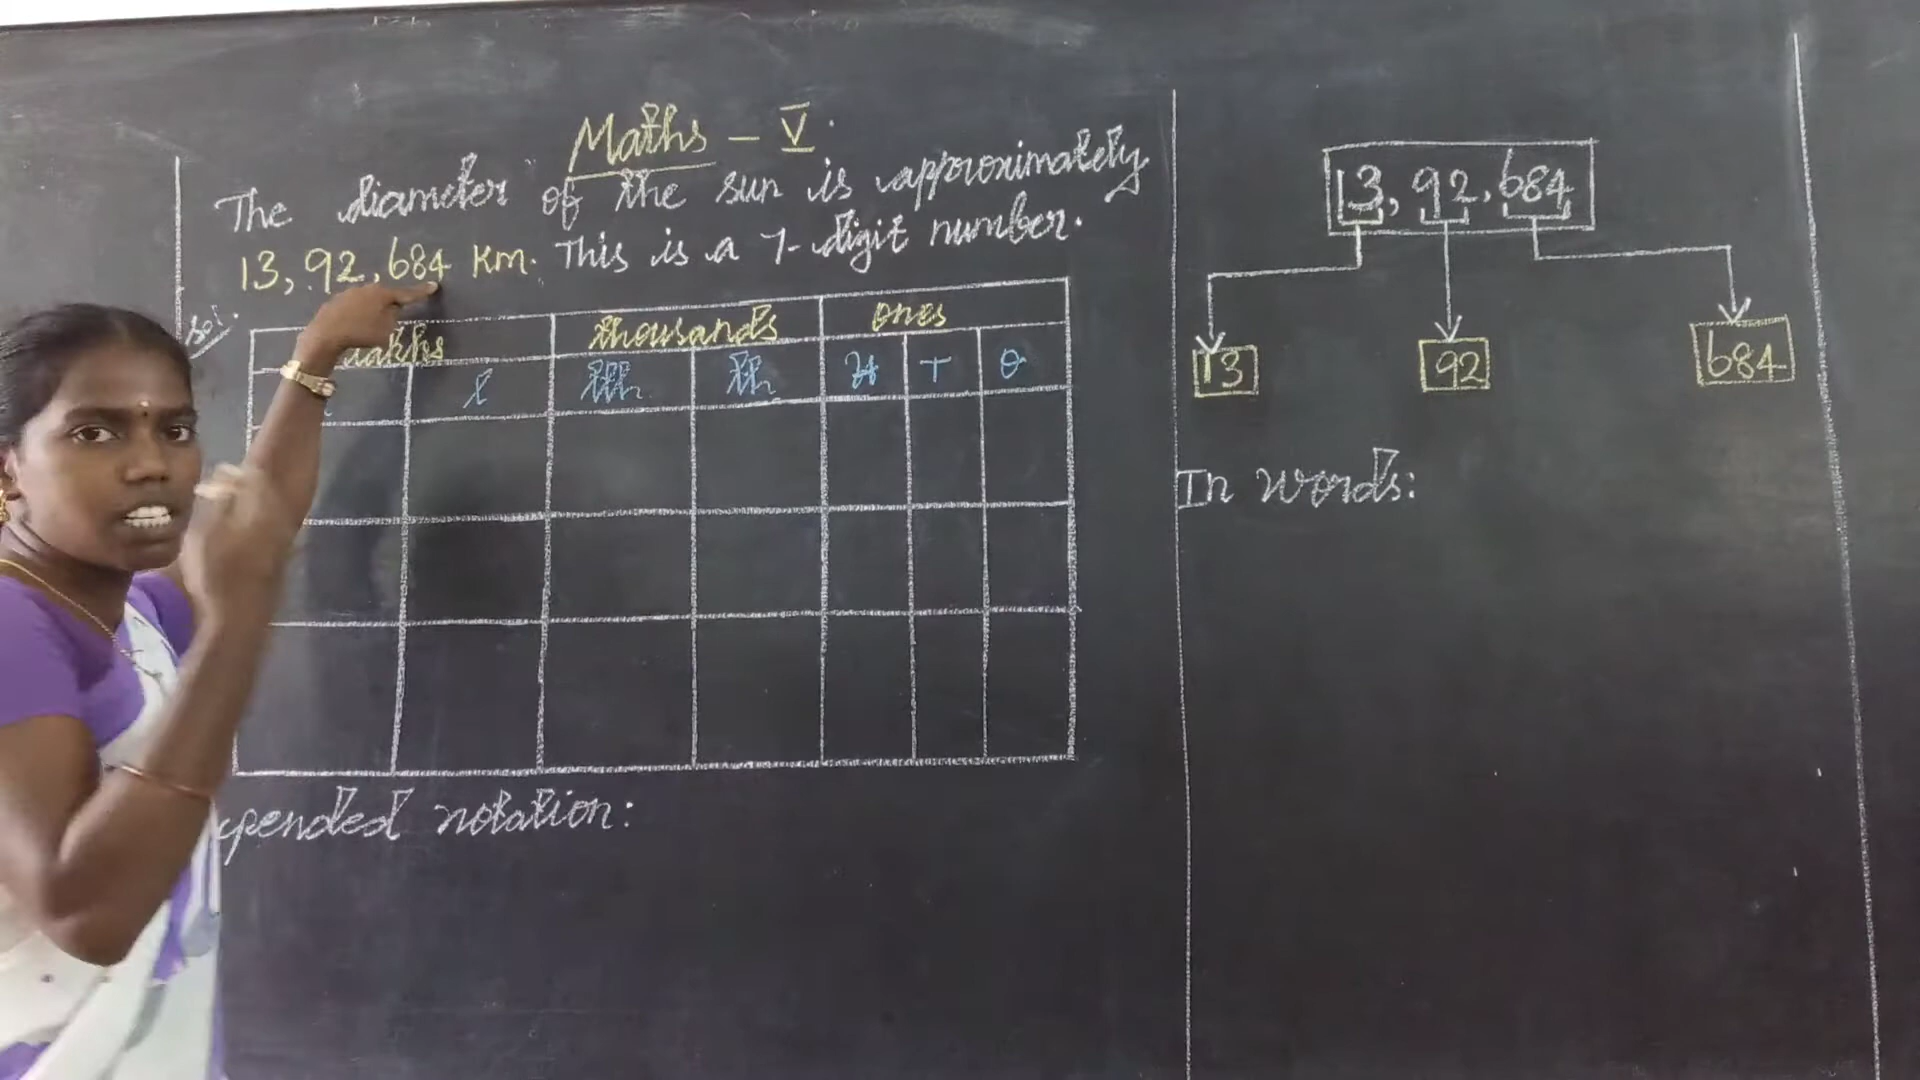 Maths - V.
The diameter of the sun is approximately
13,92,684 Km. This is a 7-digit number.
sol.
thousands ones
l tth th H T O
notation:
13, 92, 684
13 92 684
In words: